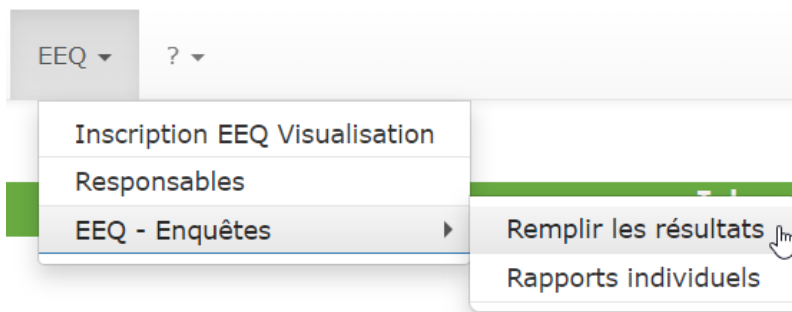 EEQ ?
Inscription EEQ Visualisation
Responsables
EEQ - Enquêtes
Remplir les résultats
Rapports individuels